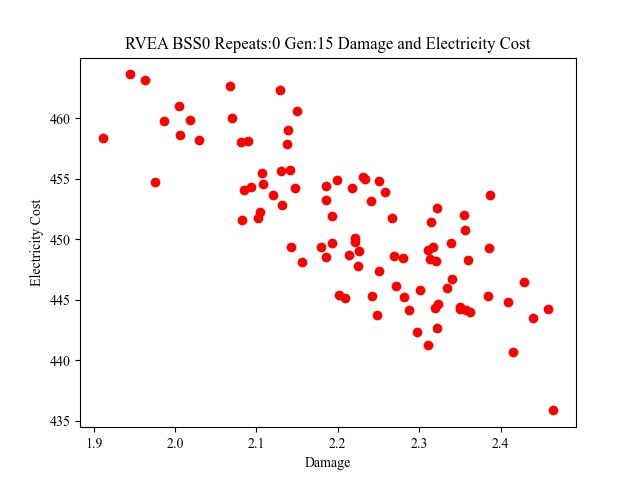 RVEA BSS0 Repeats:0 Gen:15 Damage and Electricity Cost
460
455
450
445
440
435
Electricity Cost
1.9 2.0 2.1 2.2 2.3 2.4
Damage